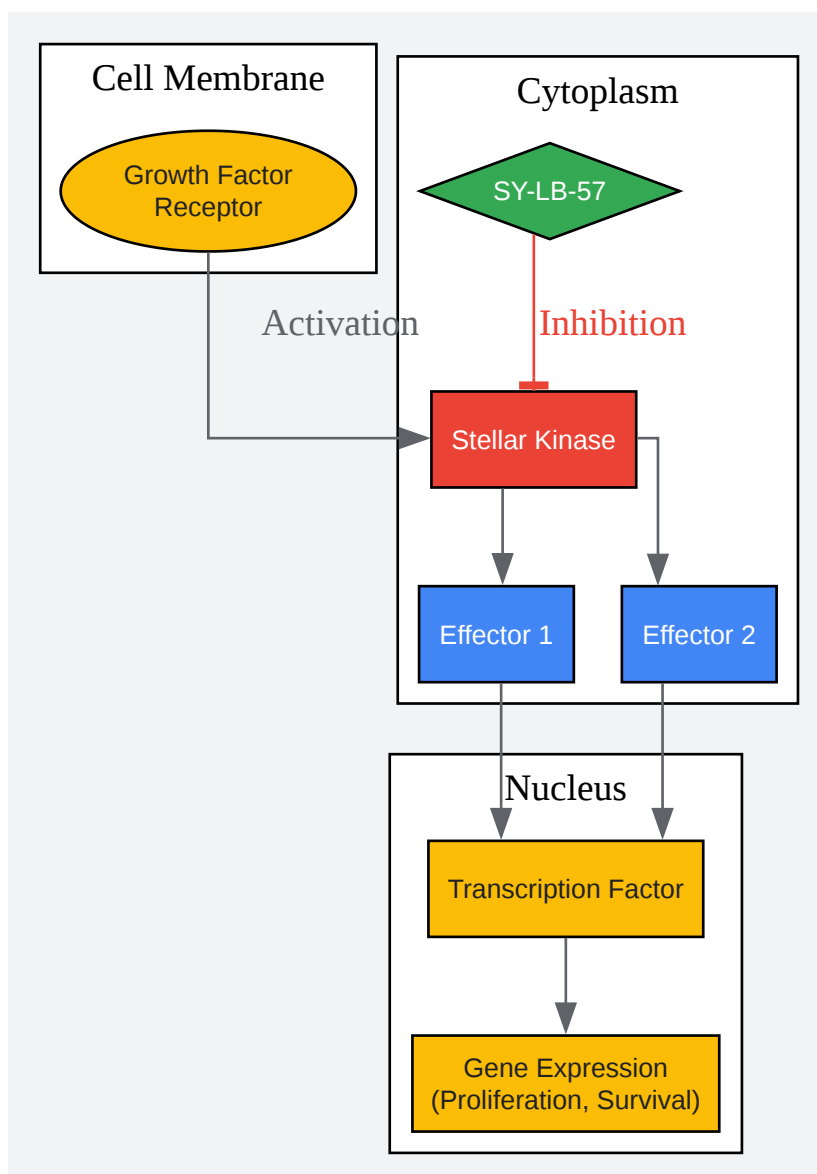 Cell Membrane
Growth Factor
Receptor
Cytoplasm
SY-LB-57
Activation
Inhibition
Stellar Kinase
Effector 1
Effector 2
Nucleus
Transcription Factor
Gene Expression
(Proliferation, Survival)